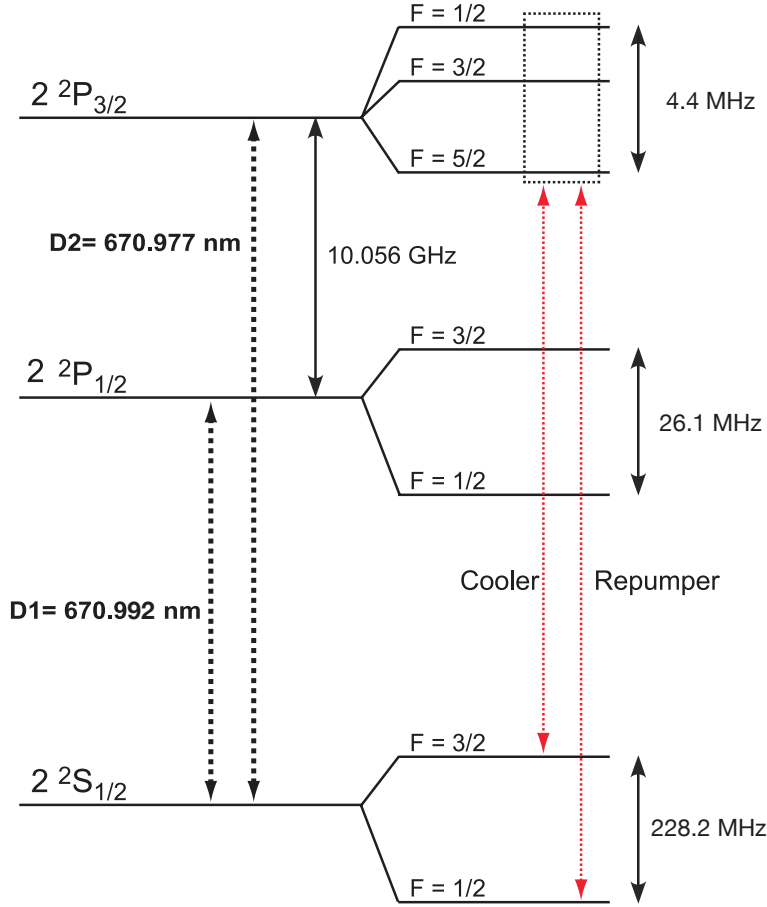 F = 1/2
F = 3/2
2 ²P₃/₂
4.4 MHz
F = 5/2
D2= 670.977 nm
10.056 GHz
F = 3/2
2 ²P₁/₂
26.1 MHz
F = 1/2
Cooler
Repumper
D1= 670.992 nm
F = 3/2
2 ²S₁/₂
228.2 MHz
F = 1/2